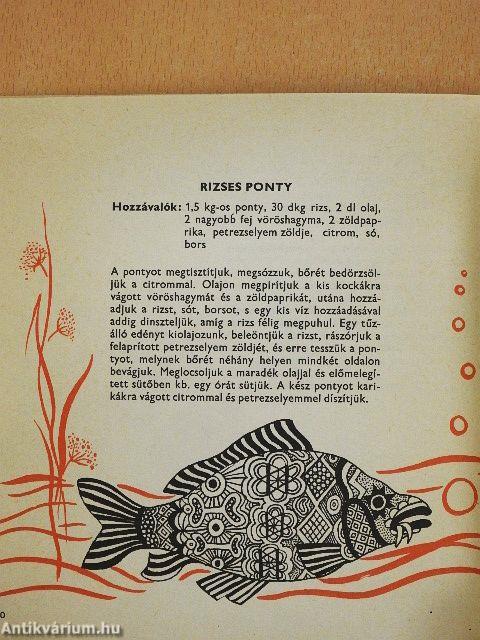 RIZSES PONTY
Hozzávalók: 1,5 kg-os ponty, 30 dkg rizs, 2 dl olaj,
2 nagyobb fej vöröshagyma, 2 zöldpap-
rika, petrezselyem zöldje, citrom, só,
bors
A pontyot megtisztítjuk, megsózzuk, bőrét bedörzsöl-
jük a citrommal. Olajon megpirítjuk a kis kockákra
vágott vöröshagymát és a zöldpaprikát, utána hozzá-
adjuk a rizst, sót, borsot, s egy kis víz hozzáadásával
addig dinszteljük, amíg a rizs félig megpuhul. Egy tűz-
álló edényt kiolajozunk, beleöntjük a rizst, rászórjuk a
felaprított petrezselyem zöldjét, és erre tesszük a pon-
tyot, melynek bőrét néhány helyen mindkét oldalon
bevágjuk. Meglocsoljuk a maradék olajjal és előmelegí-
tett sütőben kb. egy órát sütjük. A kész pontyot kari-
kákra vágott citrommal és petrezselyemmel díszítjük.
0
Antikvárium.hu